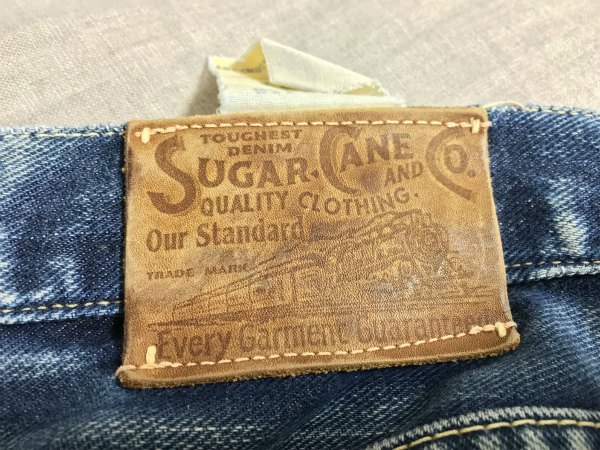 TOUGHEST
DENIM
SUGAR CANE
AND CO.
QUALITY CLOTHING.
Our Standard
TRADE MARK
Every Garment Guaranteed